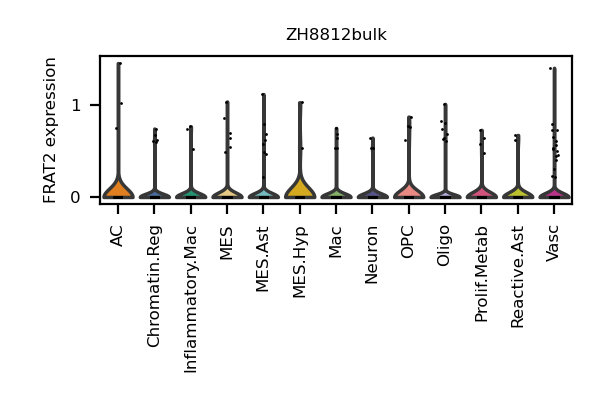 ZH8812bulk
FRAT2 expression
1
0
AC
Chromatin.Reg
Inflammatory.Mac
MES
MES.Ast
MES.Hyp
Mac
Neuron
OPC
Oligo
Prolif.Metab
Reactive.Ast
Vasc